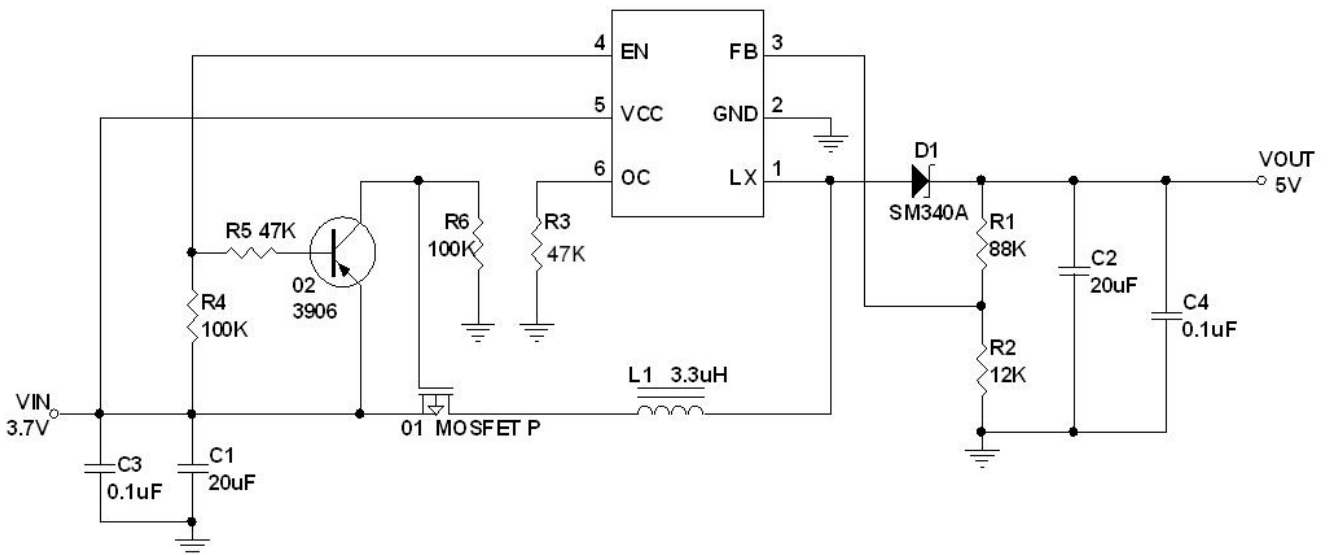 4 EN FB 3
5 VCC GND 2
6 OC LX 1
D1
SM340A
VOUT
5V
R5 47K
R6
100K
R3
47K
R1
88K
02
3906
R4
100K
C2
20uF
C4
0.1uF
R2
12K
L1 3.3uH
VIN
3.7V
01 MOSFET P
C3
0.1uF
C1
20uF